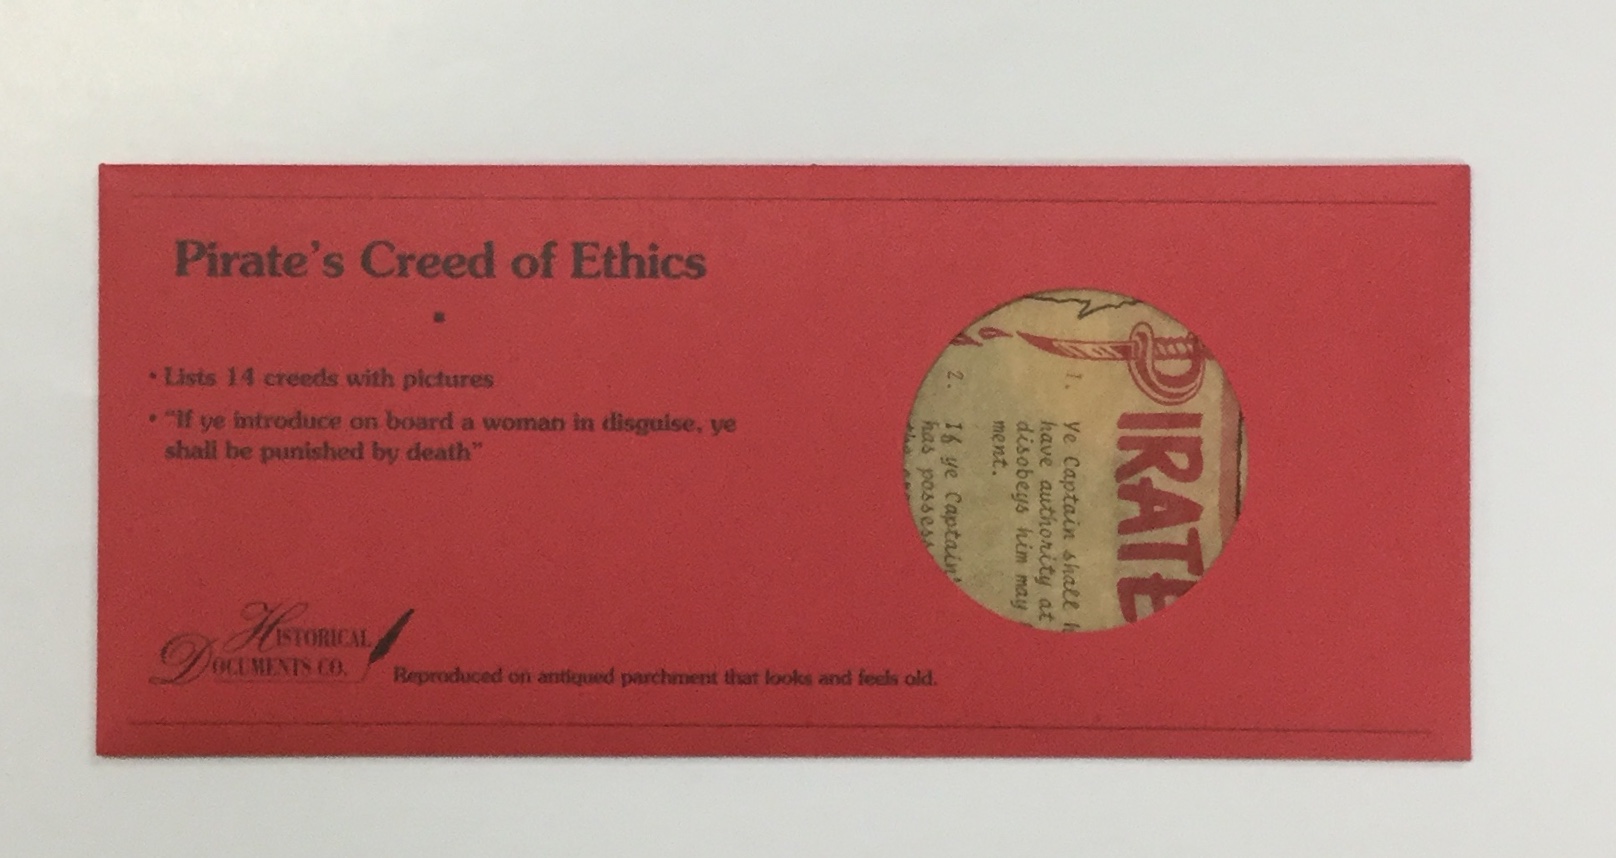 Pirate's Creed of Ethics
• Lists 14 creeds with pictures
• "If ye introduce on board a woman in disguise, ye
shall be punished by death"
HISTORICAL
DOCUMENTS CO.
Reproduced on antiqued parchment that looks and feels old.
PIRATE
1. Ye Captain shall h
have authority at
disobeys him may
ment.
2. If ye Captain
has possess